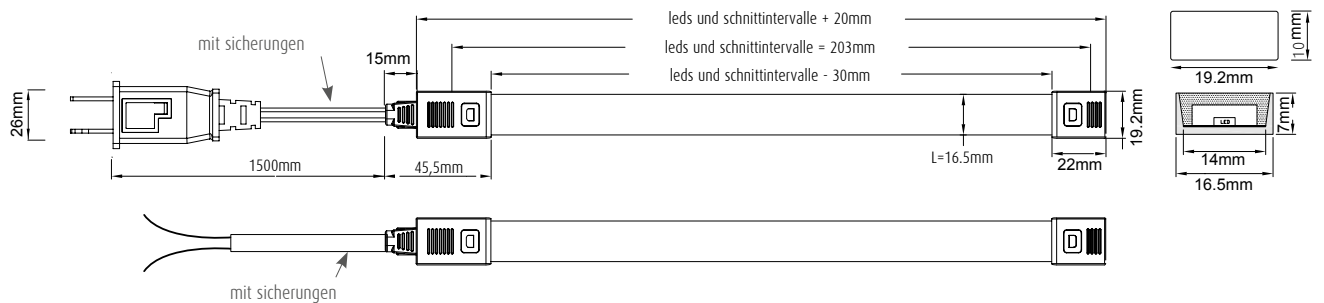 leds und schnittintervalle + 20mm
mit sicherungen
15mm
leds und schnittintervalle = 203mm
leds und schnittintervalle - 30mm
10mm
19.2mm
26mm
19.2mm
LED
7mm
1500mm
45,5mm
L=16.5mm
22mm
14mm
16.5mm
mit sicherungen